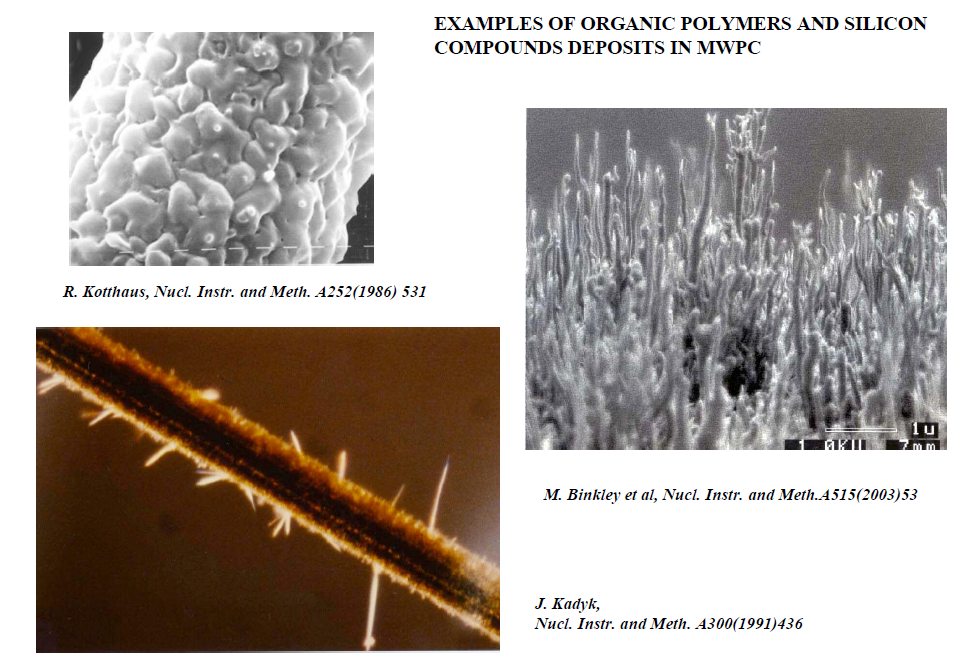 EXAMPLES OF ORGANIC POLYMERS AND SILICON
COMPOUNDS DEPOSITS IN MWPC
R. Kotthaus, Nucl. Instr. and Meth. A252(1986) 531
1u
1.0KU 7mm
M. Binkley et al, Nucl. Instr. and Meth.A515(2003)53
J. Kadyk,
Nucl. Instr. and Meth. A300(1991)436